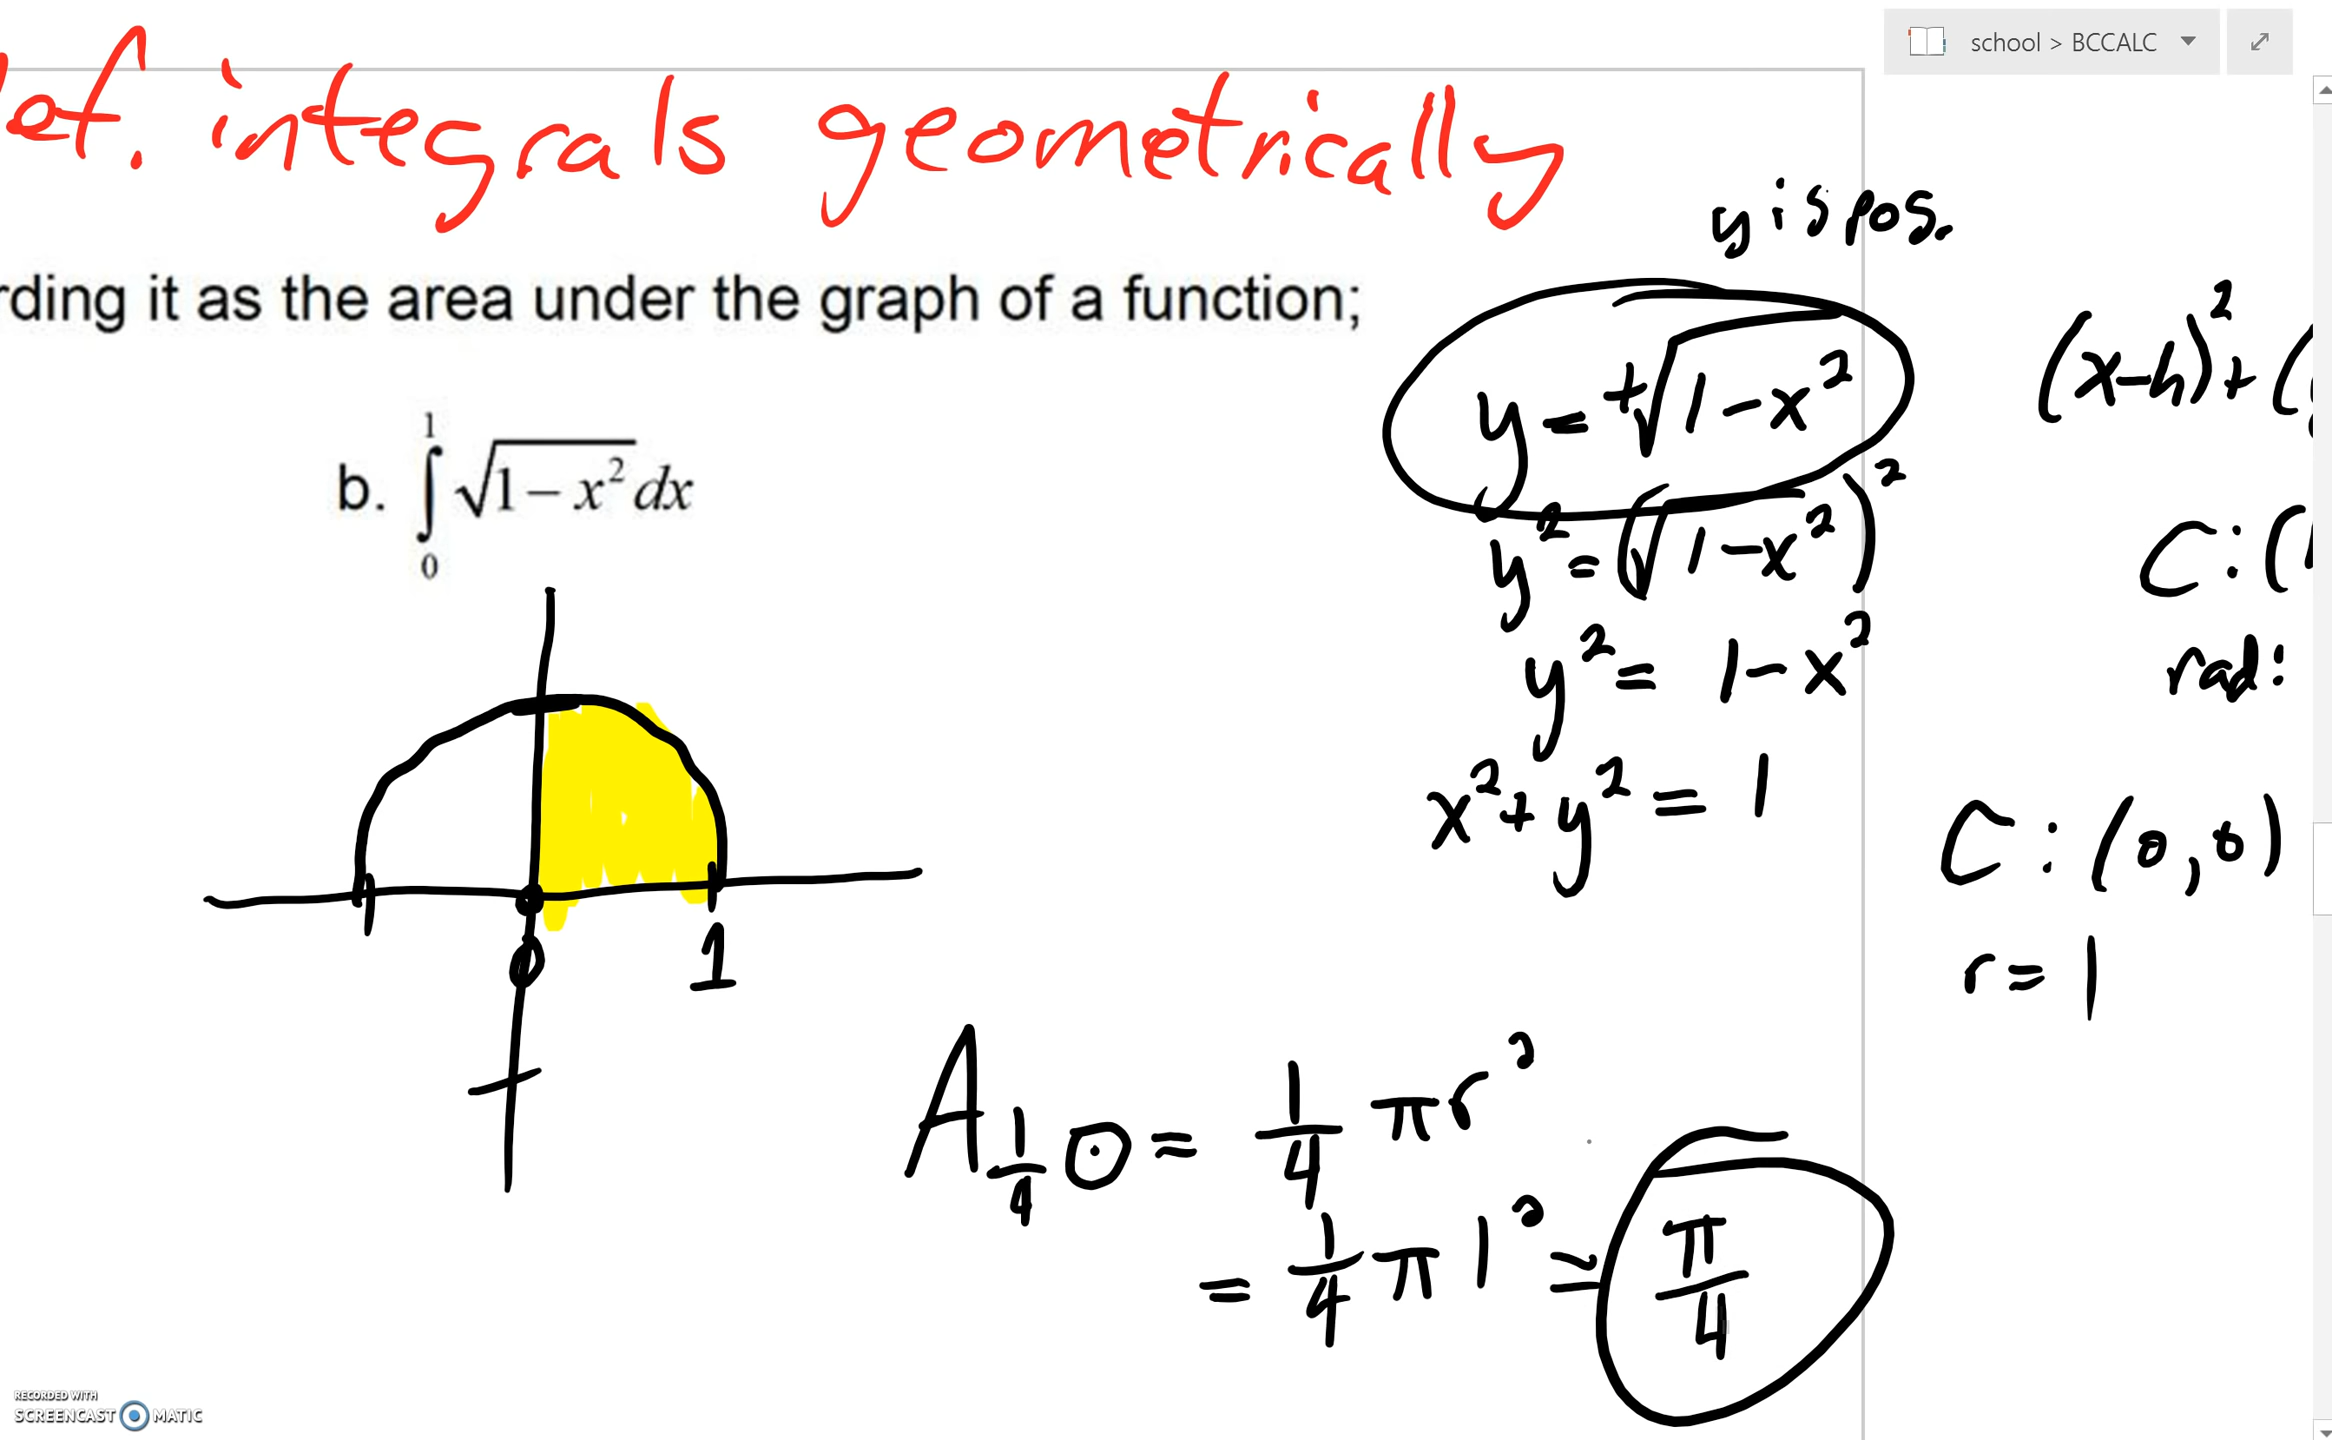 school > BCCALC
ef. integrals geometrically
y is pos.
rding it as the area under the graph of a function;
y = +√1-x²
(x-h)² + (
b. ∫₀¹ √1 − x² dx
y² = (√1-x²)²
C: (
y² = 1 - x²
rad:
x² + y² = 1
C: (0,0)
0 1
r = 1
A ¼ ⊙ = ¼ πr²
= ¼ π 1² = π/4
RECORDED WITH
SCREENCAST MATIC